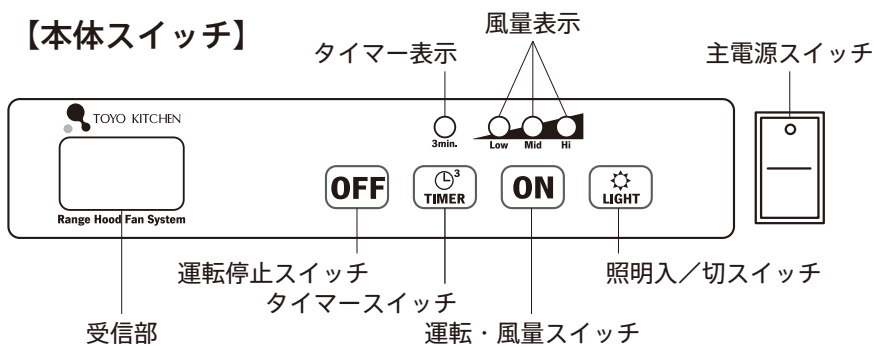 【本体スイッチ】
風量表示
タイマー表示
主電源スイッチ
TOYO KITCHEN
3min.
Low Mid Hi
OFF
3
TIMER
ON
LIGHT
Range Hood Fan System
運転停止スイッチ
照明入／切スイッチ
タイマースイッチ
受信部
運転・風量スイッチ